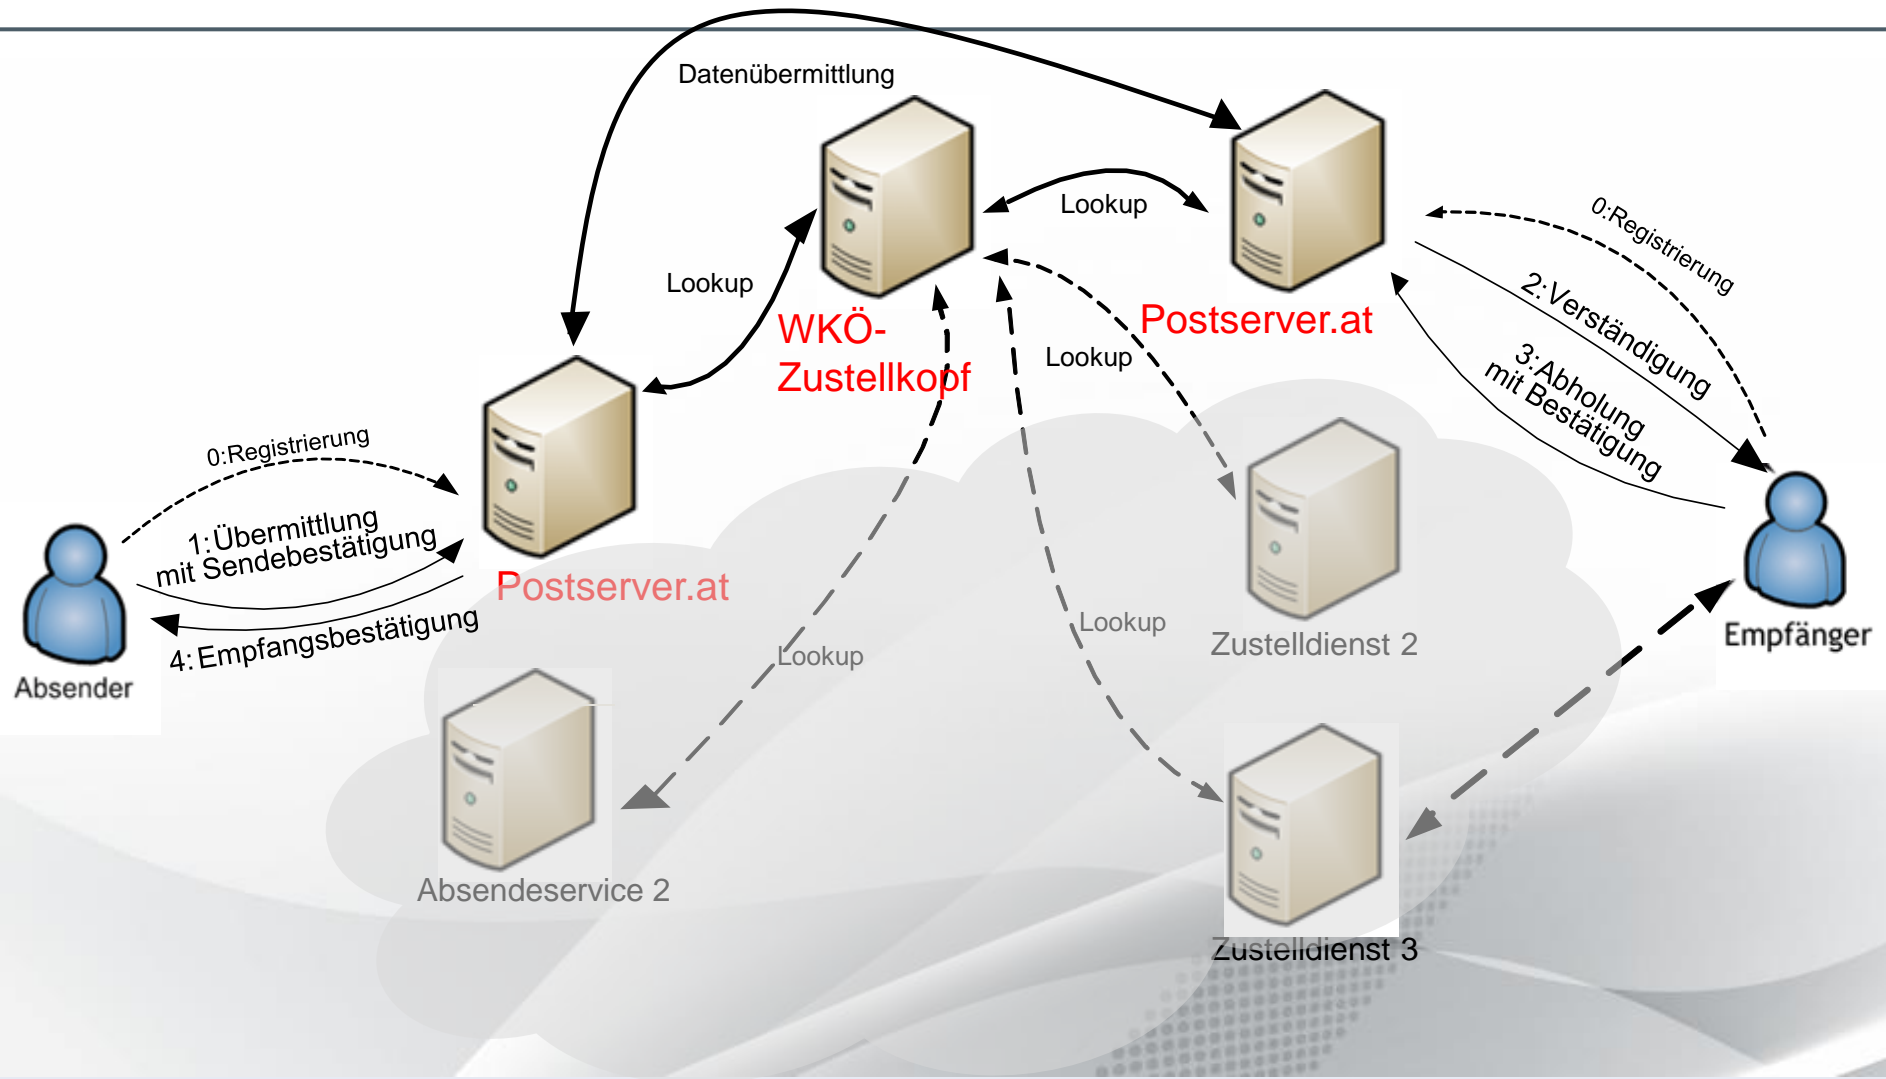 Datenübermittlung
Lookup
0:Registrierung
Lookup
2:Verständigung
WKÖ-
Zustellkopf
Postserver.at
Lookup
3:Abholung
mit Bestätigung
0:Registrierung
1:Übermittlung
mit Sendebestätigung
Postserver.at
4:Empfangsbestätigung
Absender
Lookup
Lookup
Zustelldienst 2
Empfänger
Absendeservice 2
Zustelldienst 3